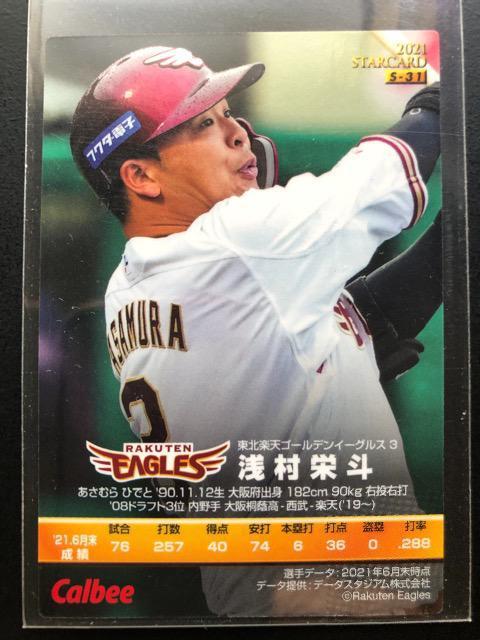 2021
STARCARD
S-31
フクダ電子
ASAMURA
RAKUTEN
EAGLES
東北楽天ゴールデンイーグルス 3
浅村栄斗
あさむら ひでと '90.11.12生 大阪府出身 182cm 90kg 右投右打
'08ドラフト3位 内野手 大阪桐蔭高-西武-楽天('19~)
'21.6月末成績 試合 打数 得点 安打 本塁打 打点 盗塁 打率
76 257 40 74 6 36 0 .288
選手データ:2021年6月末時点
データ提供:データスタジアム株式会社
©Rakuten Eagles
Calbee